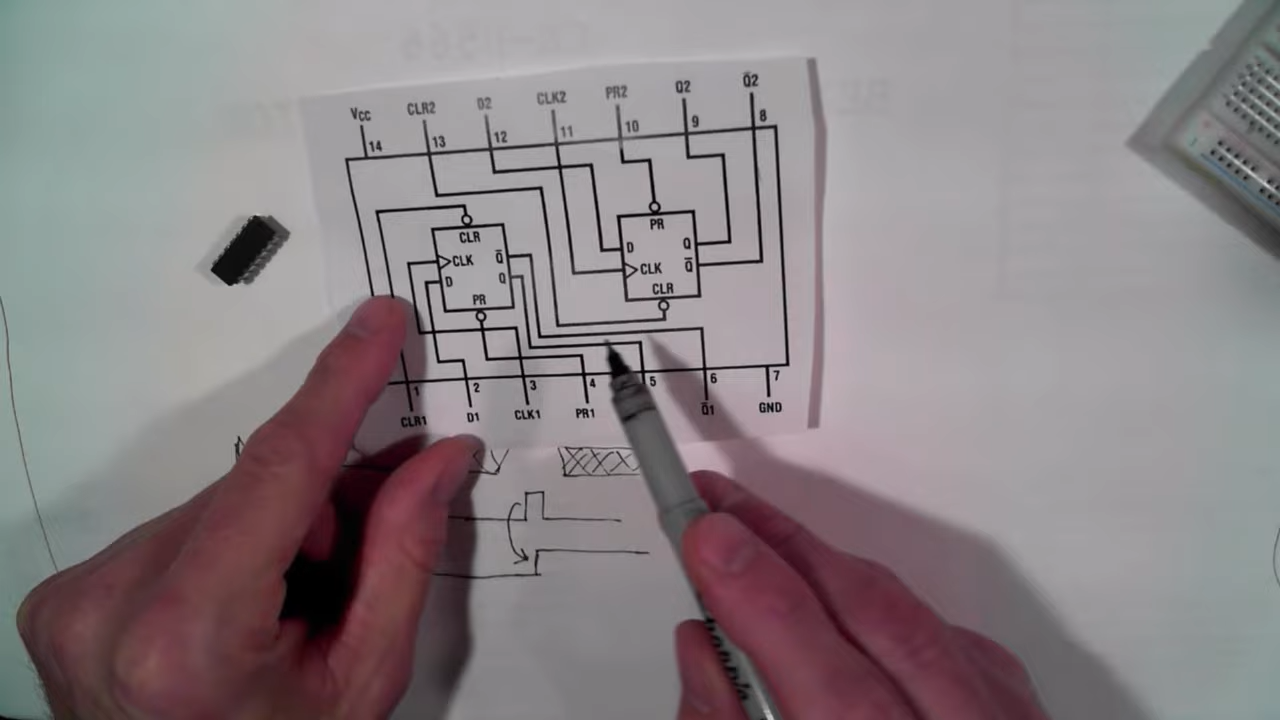 Vcc CLR2 D2 CLK2 PR2 Q2 Q̅2
14 13 12 11 10 9 8
CLR
CLK Q̅
D Q
PR
PR
D Q
CLK Q̅
CLR
1 2 3 4 5 6 7
CLR1 D1 CLK1 PR1 Q̅1 GND